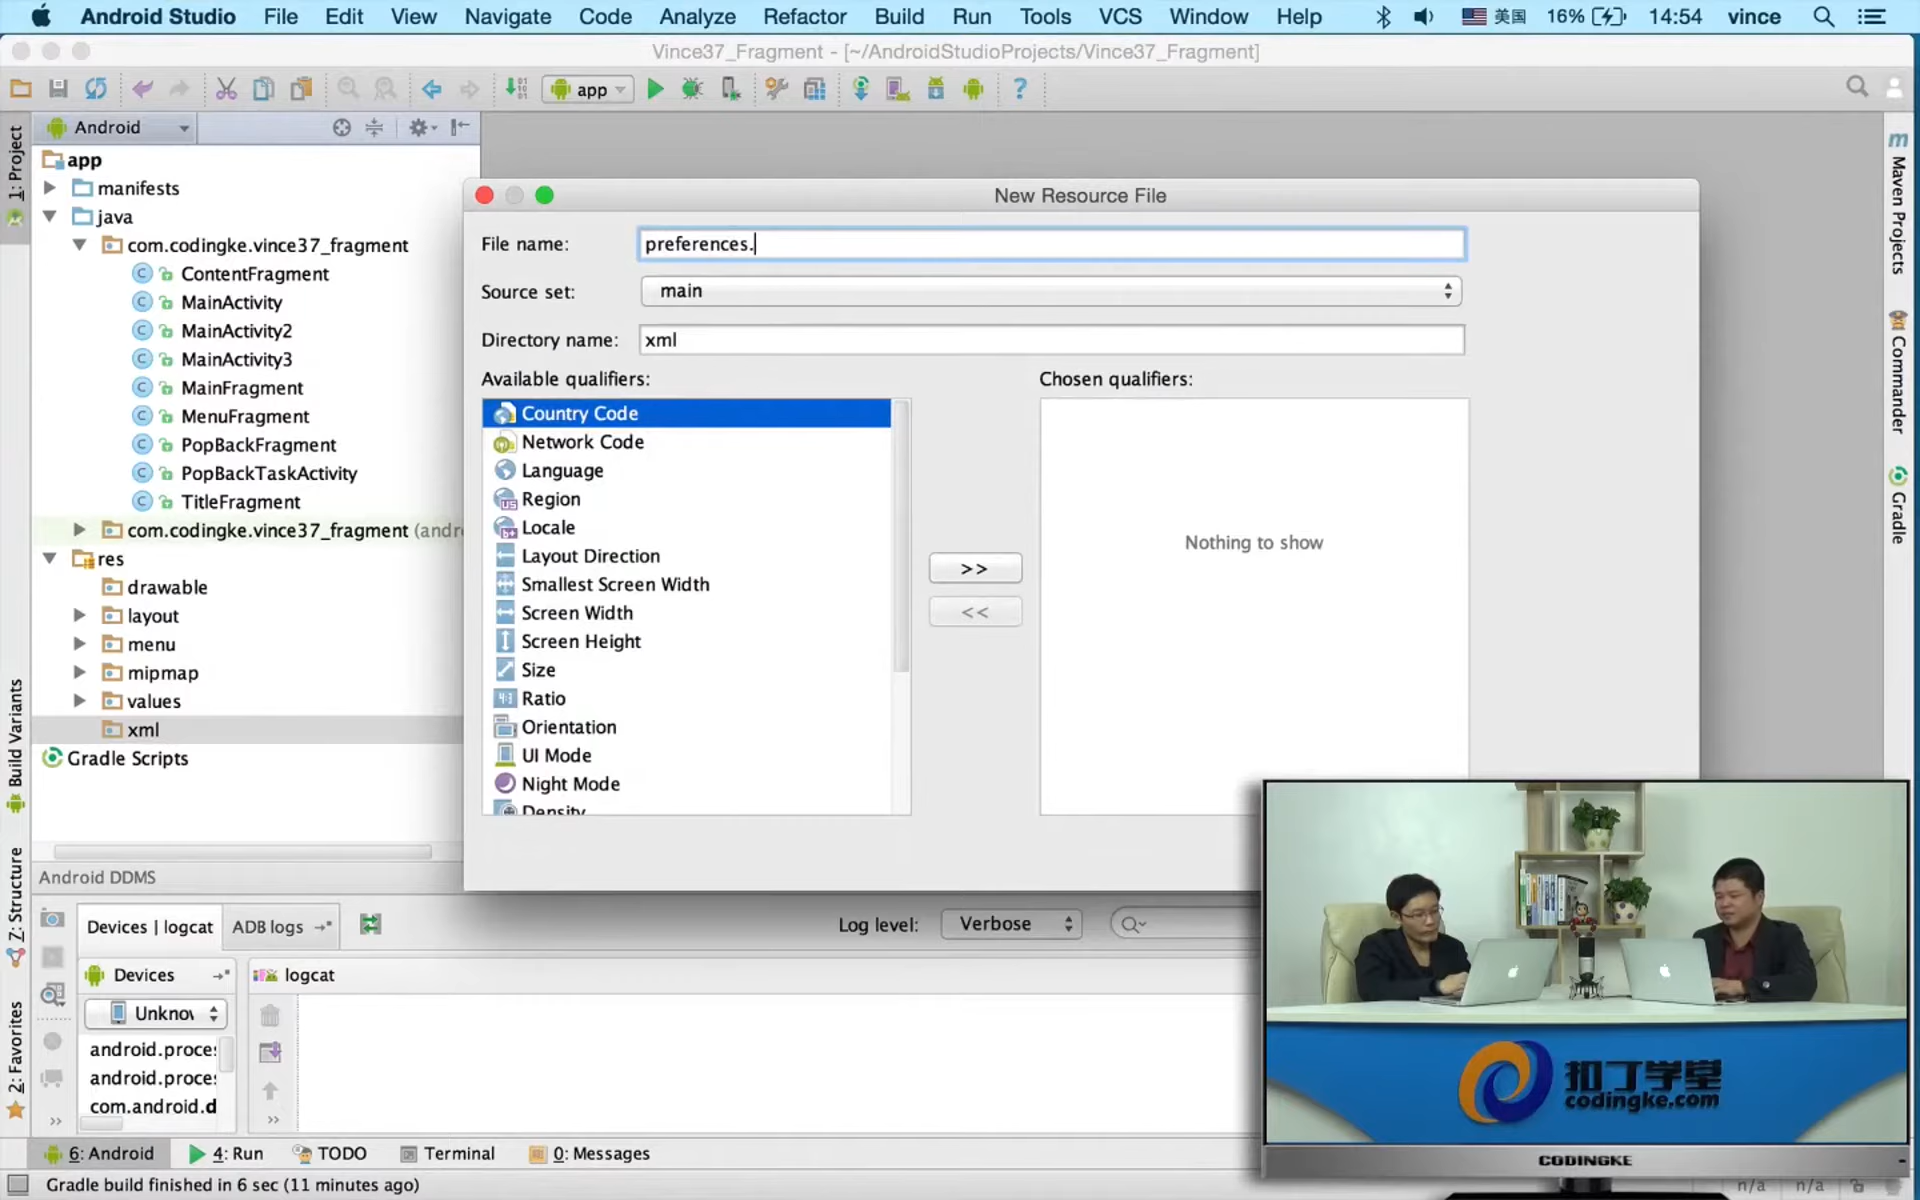 Android Studio File Edit View Navigate Code Analyze Refactor Build Run Tools VCS Window Help 美国 16% 14:54 vince
Vince37_Fragment - [~/AndroidStudioProjects/Vince37_Fragment]
app
Android
1: Project
app
manifests
java
com.codingke.vince37_fragment
ContentFragment
MainActivity
MainActivity2
MainActivity3
MainFragment
MenuFragment
PopBackFragment
PopBackTaskActivity
TitleFragment
com.codingke.vince37_fragment (andr
res
drawable
layout
menu
mipmap
values
xml
Gradle Scripts
Build Variants
Z: Structure
2: Favorites
New Resource File
File name: preferences.
Source set: main
Directory name: xml
Available qualifiers:
Chosen qualifiers:
Country Code
Network Code
Language
Region
Locale
Layout Direction
Smallest Screen Width
Screen Width
Screen Height
Size
Ratio
Orientation
UI Mode
Night Mode
Density
>>
<<
Nothing to show
Maven Projects
Commander
Gradle
Android DDMS
Devices | logcat
ADB logs
Log level: Verbose
Devices
logcat
Unknov
android.proce
android.proce
com.android.d
6: Android
4: Run
TODO
Terminal
0: Messages
Gradle build finished in 6 sec (11 minutes ago)
n/a n/a
扣丁学堂
codingke.com
CODINGKE